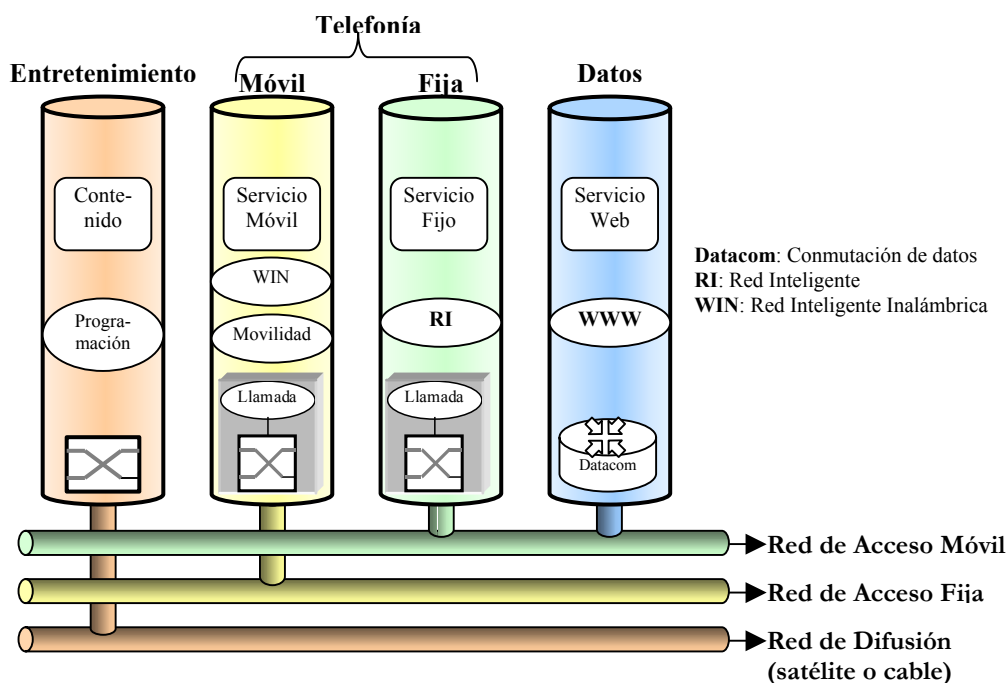 Telefonía
Entretenimiento
Móvil
Fija
Datos
Conte-
nido
Servicio
Móvil
Servicio
Fijo
Servicio
Web
WIN
Progra-
mación
Movilidad
RI
WWW
Llamada
Llamada
Datacom
Datacom: Conmutación de datos
RI: Red Inteligente
WIN: Red Inteligente Inalámbrica
Red de Acceso Móvil
Red de Acceso Fija
Red de Difusión
(satélite o cable)